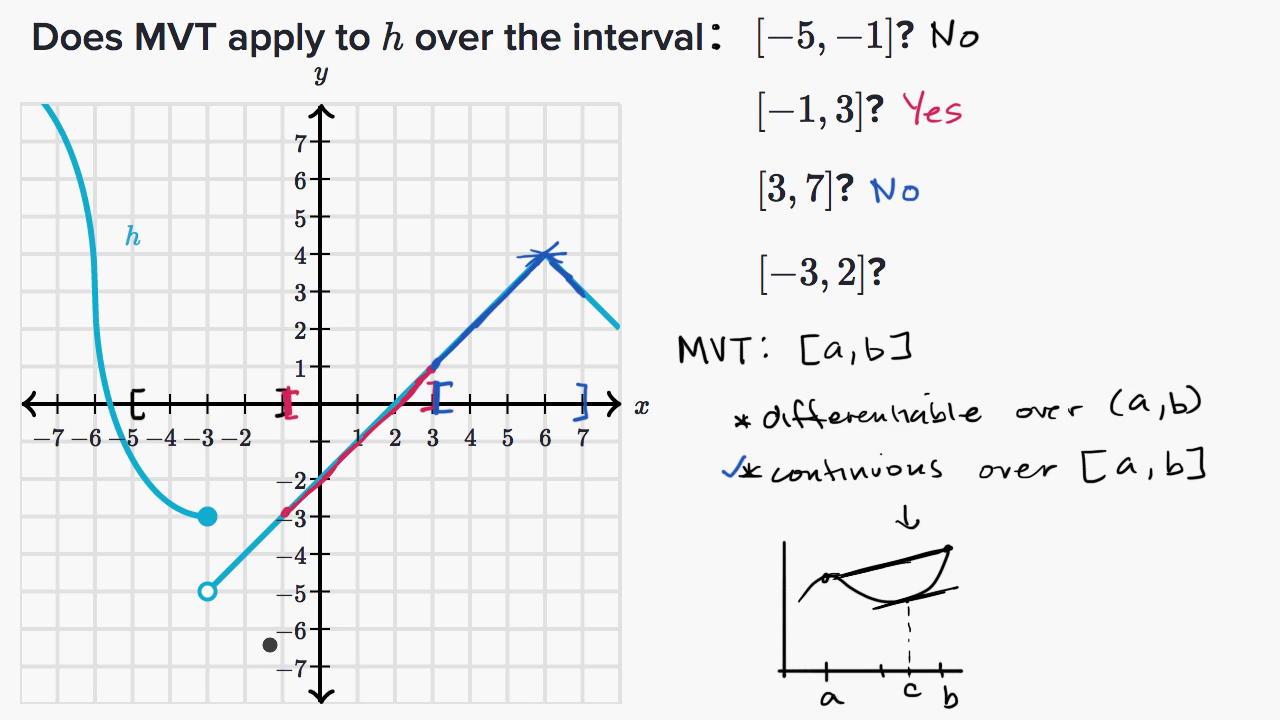 Does MVT apply to h over the interval: [−5, −1]? No
[−1, 3]? Yes
[3, 7]? No
[−3, 2]?
MVT: [a,b]
* differentiable over (a,b)
✓* continuous over [a,b]
y
7
6
5
4
3
2
1
h
x
−7 −6 −5 −4 −3 −2 1 2 3 4 5 6 7
−2
−3
−4
−5
−6
−7
a c b